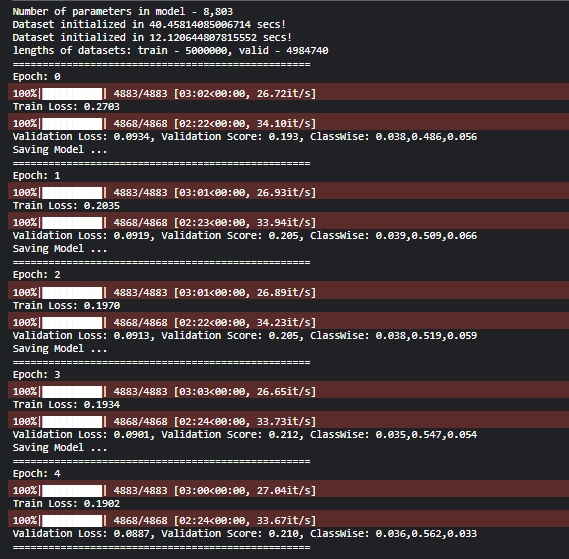 Number of parameters in model - 8,803
Dataset initialized in 40.45814085006714 secs!
Dataset initialized in 12.120644807815552 secs!
lengths of datasets: train - 5000000, valid - 4984740
==================================================
Epoch: 0
100%|██████████| 4883/4883 [03:02<00:00, 26.72it/s]
Train Loss: 0.2703
100%|██████████| 4868/4868 [02:22<00:00, 34.10it/s]
Validation Loss: 0.0934, Validation Score: 0.193, ClassWise: 0.038,0.486,0.056
Saving Model ...
==================================================
Epoch: 1
100%|██████████| 4883/4883 [03:01<00:00, 26.93it/s]
Train Loss: 0.2035
100%|██████████| 4868/4868 [02:23<00:00, 33.94it/s]
Validation Loss: 0.0919, Validation Score: 0.205, ClassWise: 0.039,0.509,0.066
Saving Model ...
==================================================
Epoch: 2
100%|██████████| 4883/4883 [03:01<00:00, 26.89it/s]
Train Loss: 0.1970
100%|██████████| 4868/4868 [02:22<00:00, 34.23it/s]
Validation Loss: 0.0913, Validation Score: 0.205, ClassWise: 0.038,0.519,0.059
Saving Model ...
==================================================
Epoch: 3
100%|██████████| 4883/4883 [03:03<00:00, 26.65it/s]
Train Loss: 0.1934
100%|██████████| 4868/4868 [02:24<00:00, 33.73it/s]
Validation Loss: 0.0901, Validation Score: 0.212, ClassWise: 0.035,0.547,0.054
Saving Model ...
==================================================
Epoch: 4
100%|██████████| 4883/4883 [03:00<00:00, 27.04it/s]
Train Loss: 0.1902
100%|██████████| 4868/4868 [02:24<00:00, 33.67it/s]
Validation Loss: 0.0887, Validation Score: 0.210, ClassWise: 0.036,0.562,0.033
==================================================